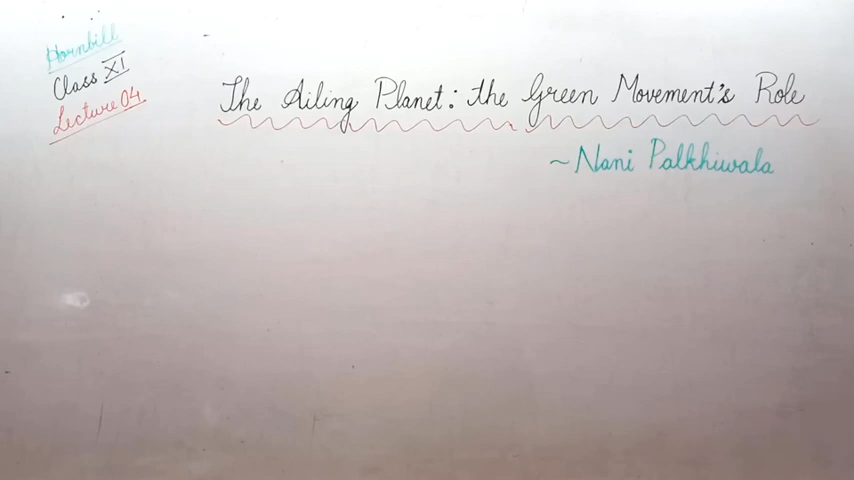 Hornbill
Class XI
Lecture 04
The Ailing Planet: the Green Movement's Role
~ Nani Palkhiwala